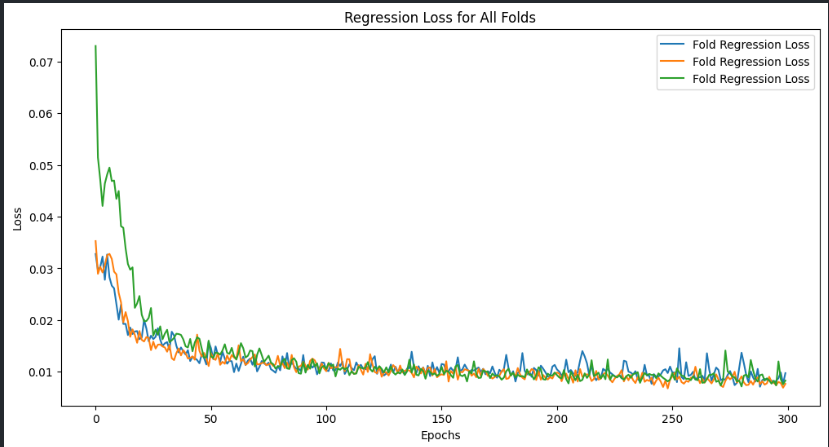 Regression Loss for All Folds
Fold Regression Loss
Fold Regression Loss
Fold Regression Loss
Loss
0.07
0.06
0.05
0.04
0.03
0.02
0.01
0 50 100 150 200 250 300
Epochs